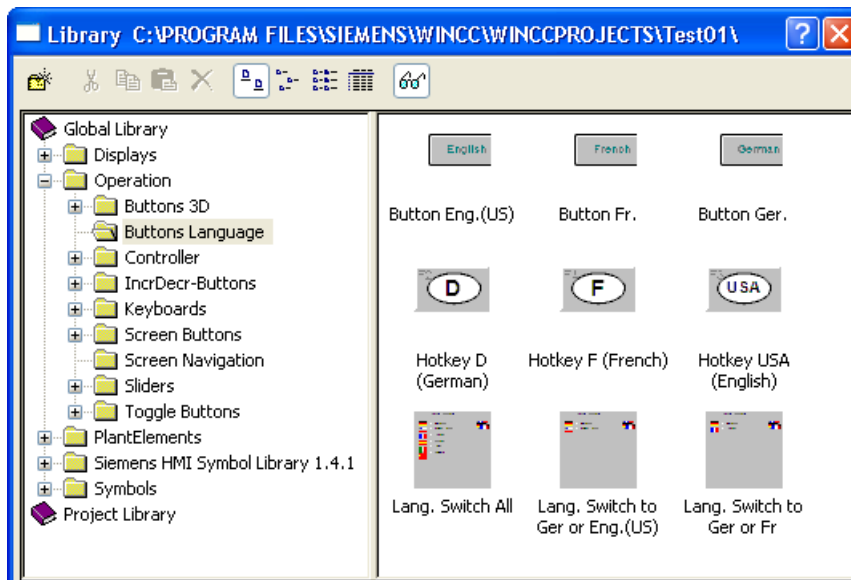 Library C:\PROGRAM FILES\SIEMENS\WINCC\WINCCPROJECTS\Test01\
Global Library
Displays
Operation
Buttons 3D
Buttons Language
Controller
IncrDecr-Buttons
Keyboards
Screen Buttons
Screen Navigation
Sliders
Toggle Buttons
PlantElements
Siemens HMI Symbol Library 1.4.1
Symbols
Project Library
English
French
German
Button Eng.(US)
Button Fr.
Button Ger.
D
F
USA
Hotkey D
(German)
Hotkey F (French)
Hotkey USA
(English)
Lang. Switch All
Lang. Switch to
Ger or Eng.(US)
Lang. Switch to
Ger or Fr